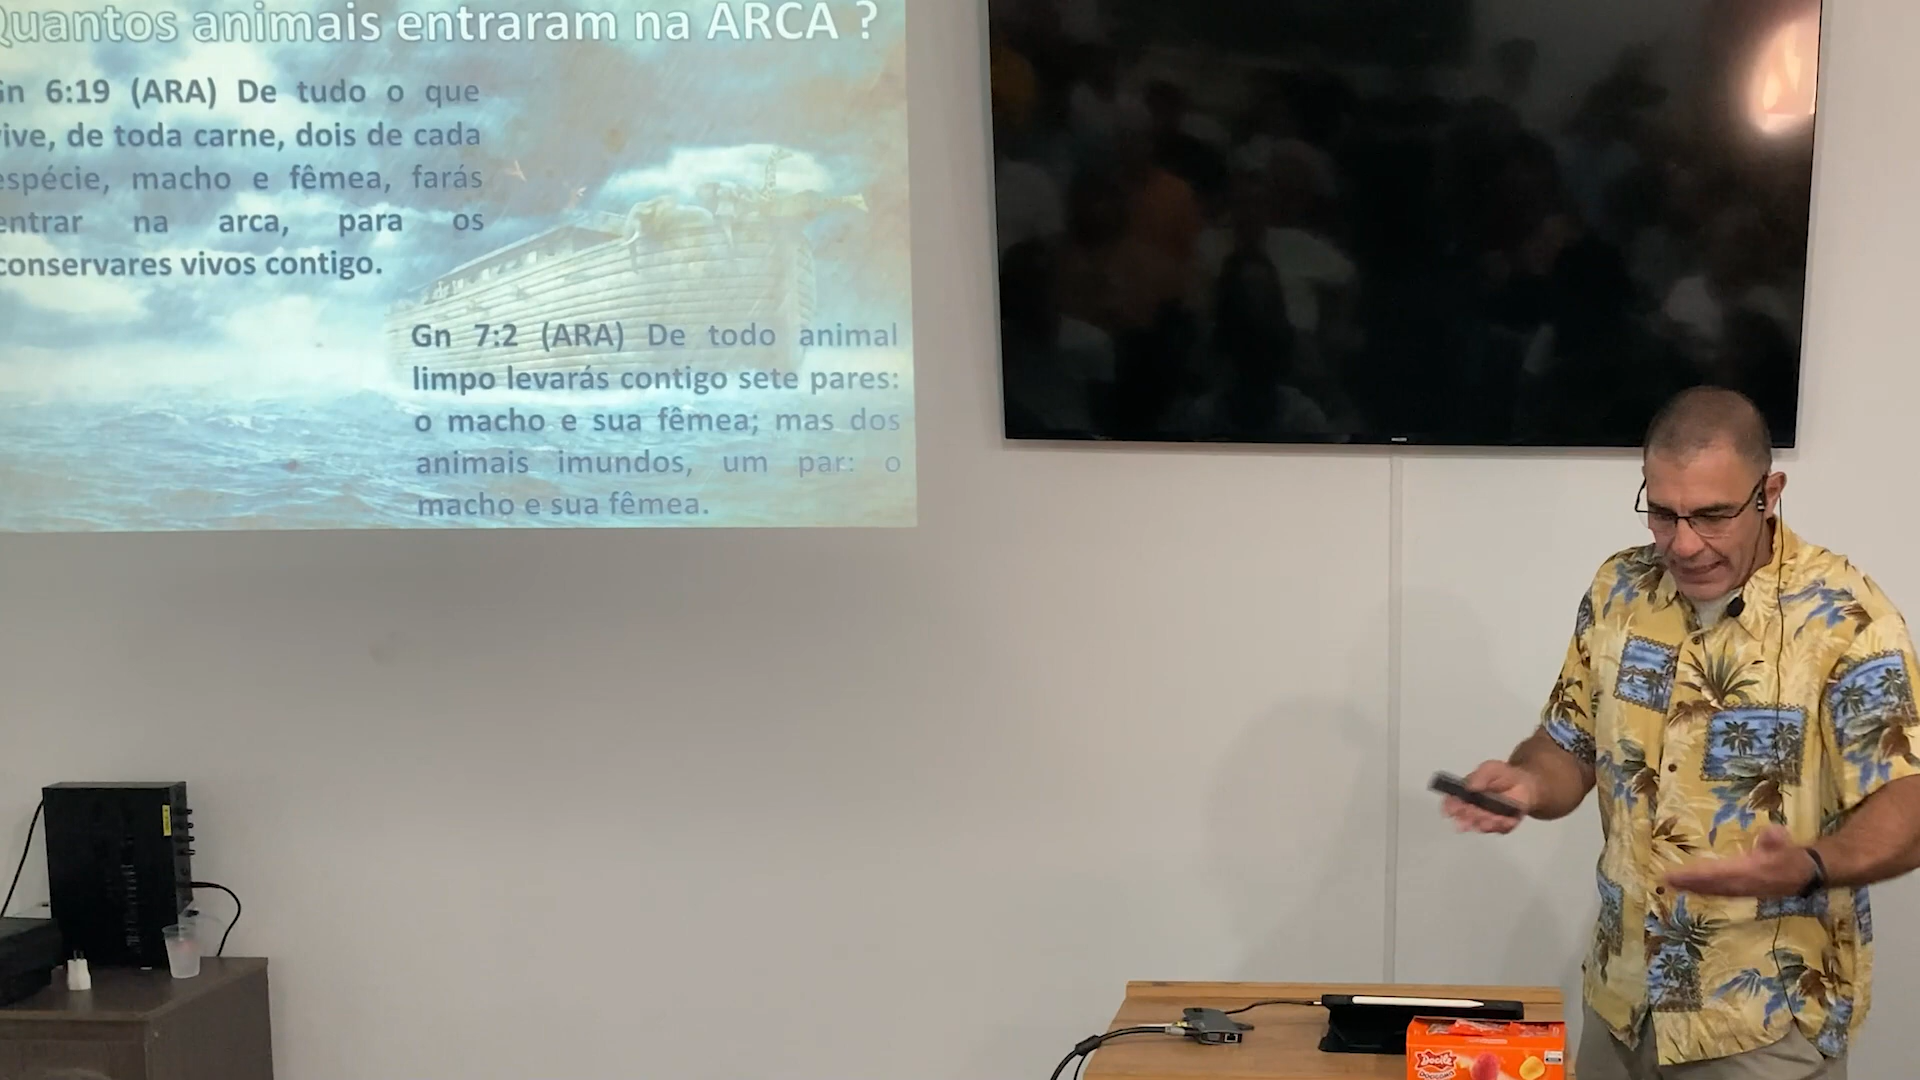 Quantos animais entraram na ARCA ?
Gn 6:19 (ARA) De tudo o que
vive, de toda carne, dois de cada
espécie, macho e fêmea, farás
entrar na arca, para os
conservares vivos contigo.
Gn 7:2 (ARA) De todo animal
limpo levarás contigo sete pares:
o macho e sua fêmea; mas dos
animais imundos, um par: o
macho e sua fêmea.
Docile